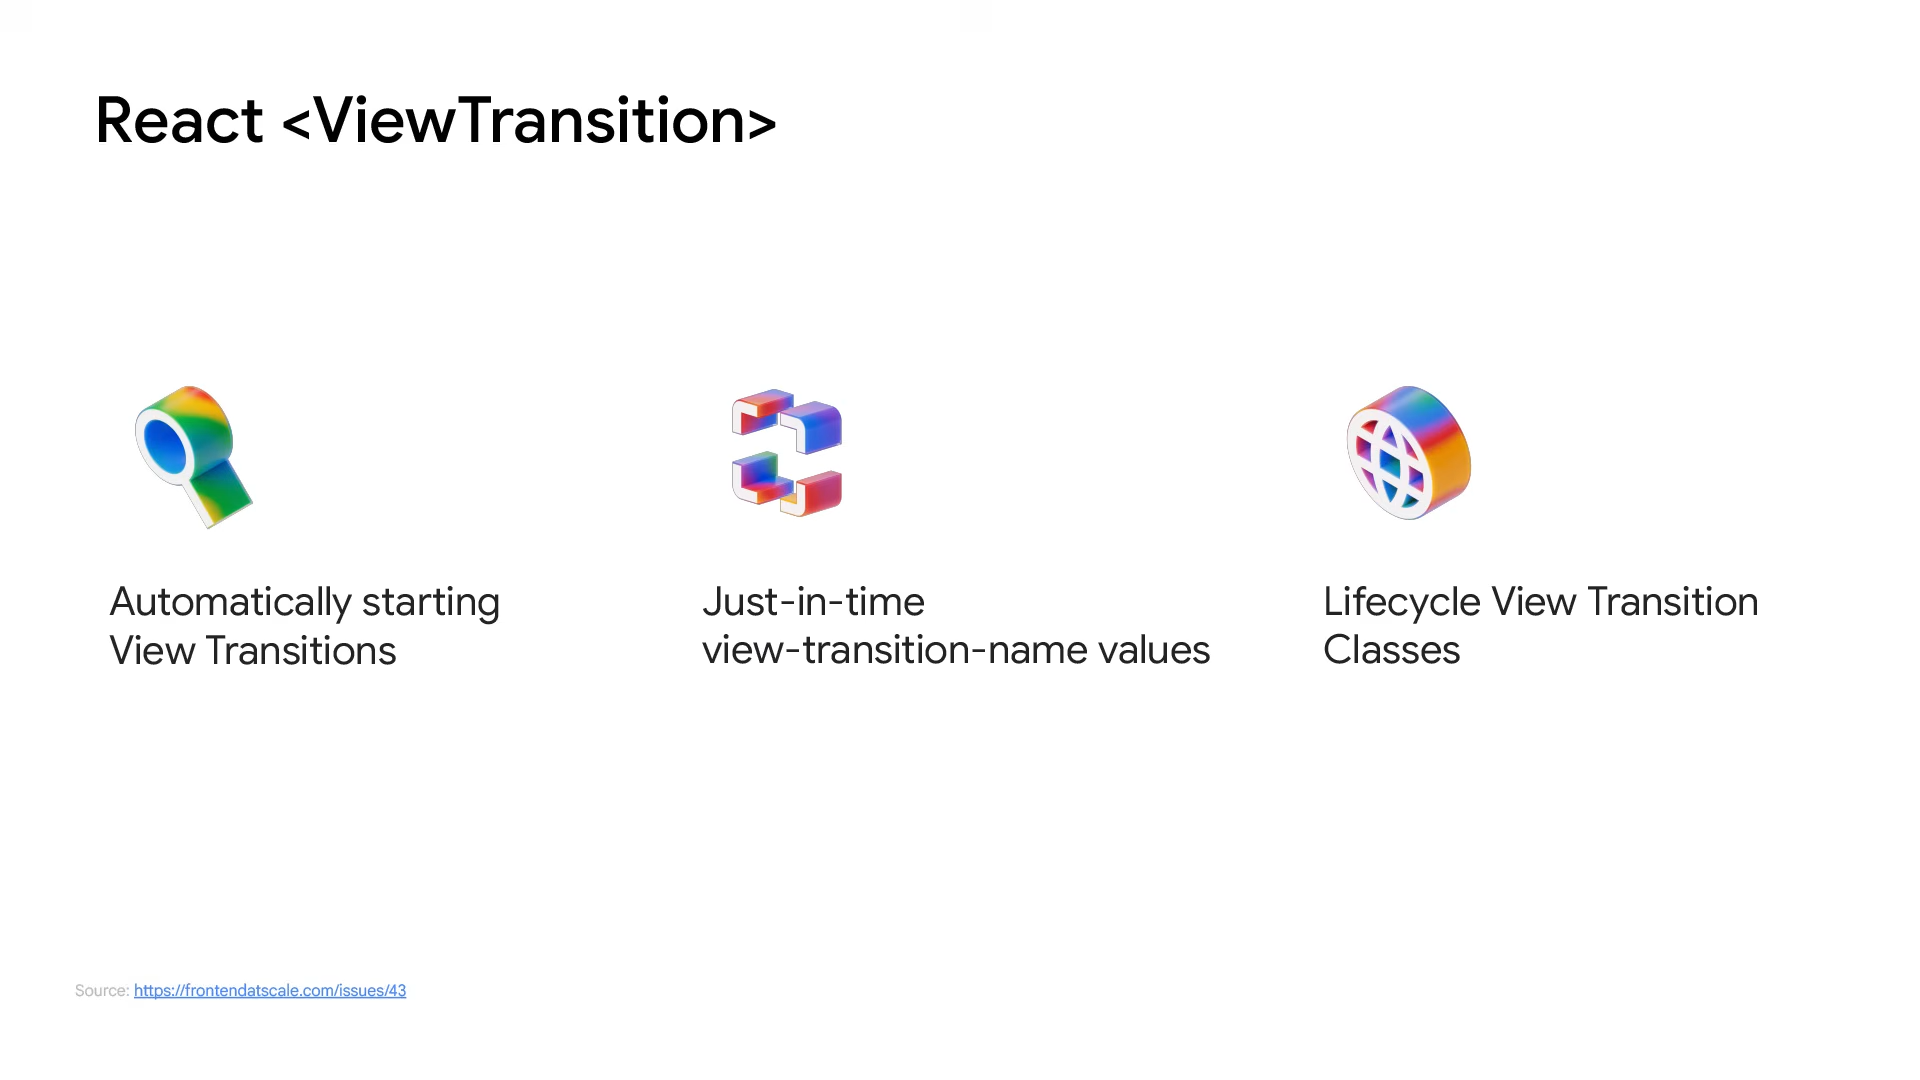 React <ViewTransition>
Automatically starting
View Transitions
Just-in-time
view-transition-name values
Lifecycle View Transition
Classes
Source: https://frontendatscale.com/issues/43